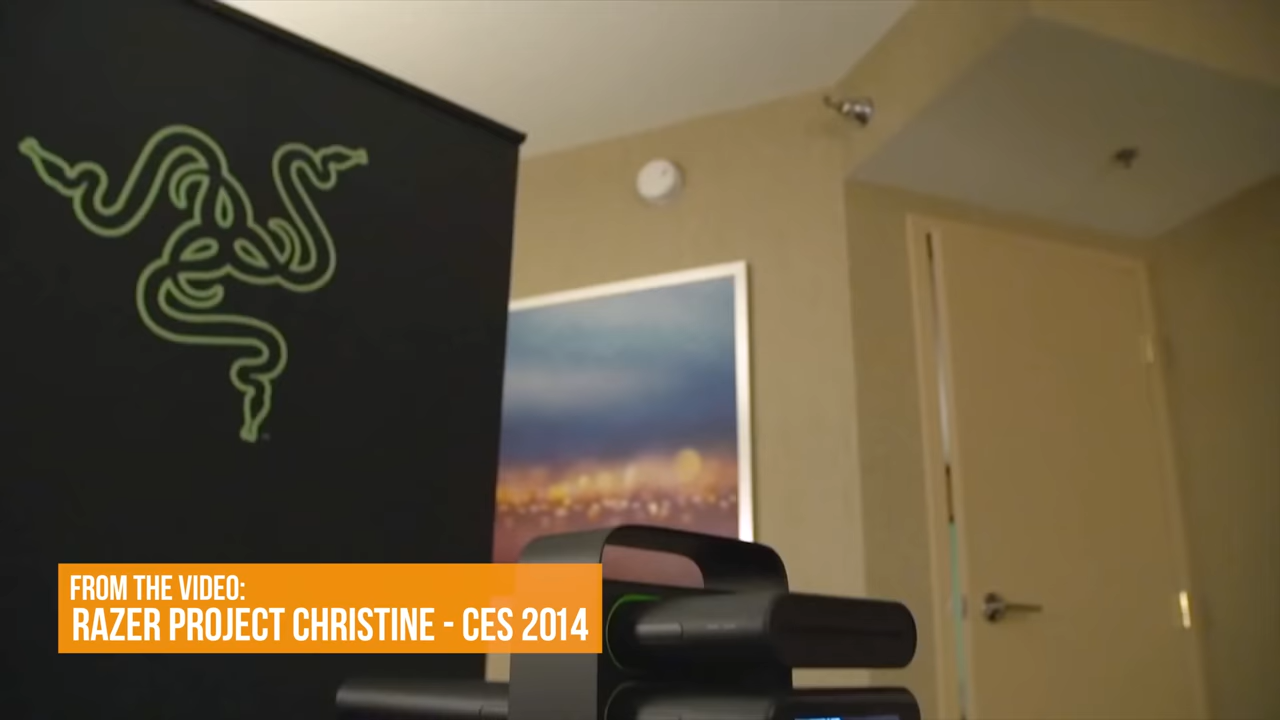 FROM THE VIDEO:
RAZER PROJECT CHRISTINE - CES 2014